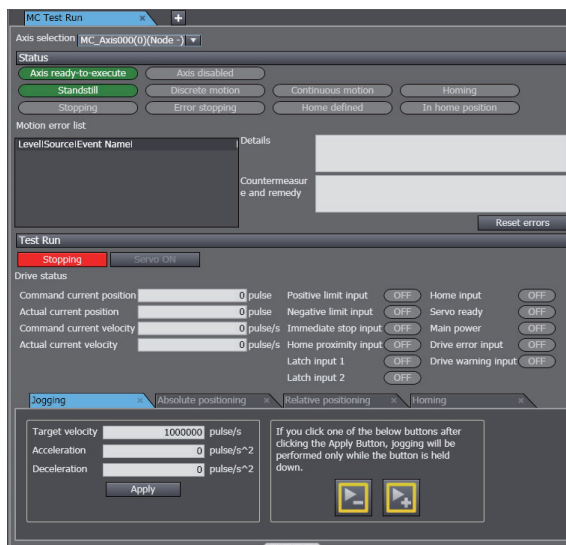 MC Test Run × +
Axis selection MC_Axis000(0)(Node -) ▼
Status
Axis ready-to-execute Axis disabled
Standstill Discrete motion Continuous motion Homing
Stopping Error stopping Home defined In home position
Motion error list
Level|Source|Event Name| Details
Countermeasur
e and remedy
Reset errors
Test Run
Stopping Servo ON
Drive status
Command current position 0 pulse Positive limit input OFF Home input OFF
Actual current position 0 pulse Negative limit input OFF Servo ready OFF
Command current velocity 0 pulse/s Immediate stop input OFF Main power OFF
Actual current velocity 0 pulse/s Home proximity input OFF Drive error input OFF
Latch input 1 OFF Drive warning input OFF
Latch input 2 OFF
Jogging × Absolute positioning × Relative positioning × Homing ×
Target velocity 1000000 pulse/s
Acceleration 0 pulse/s^2
Deceleration 0 pulse/s^2
Apply
If you click one of the below buttons after
clicking the Apply Button, jogging will be
performed only while the button is held
down.